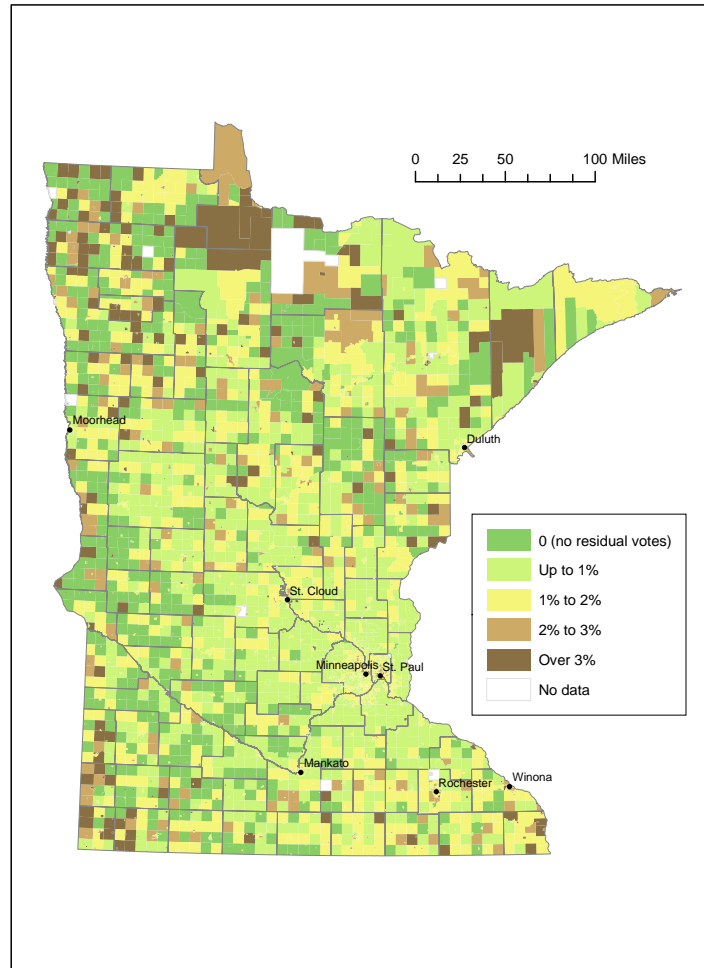 0 25 50 100 Miles
Moorhead
Duluth
0 (no residual votes)
Up to 1%
St. Cloud
1% to 2%
2% to 3%
Minneapolis St. Paul
Over 3%
No data
Mankato
Winona
Rochester